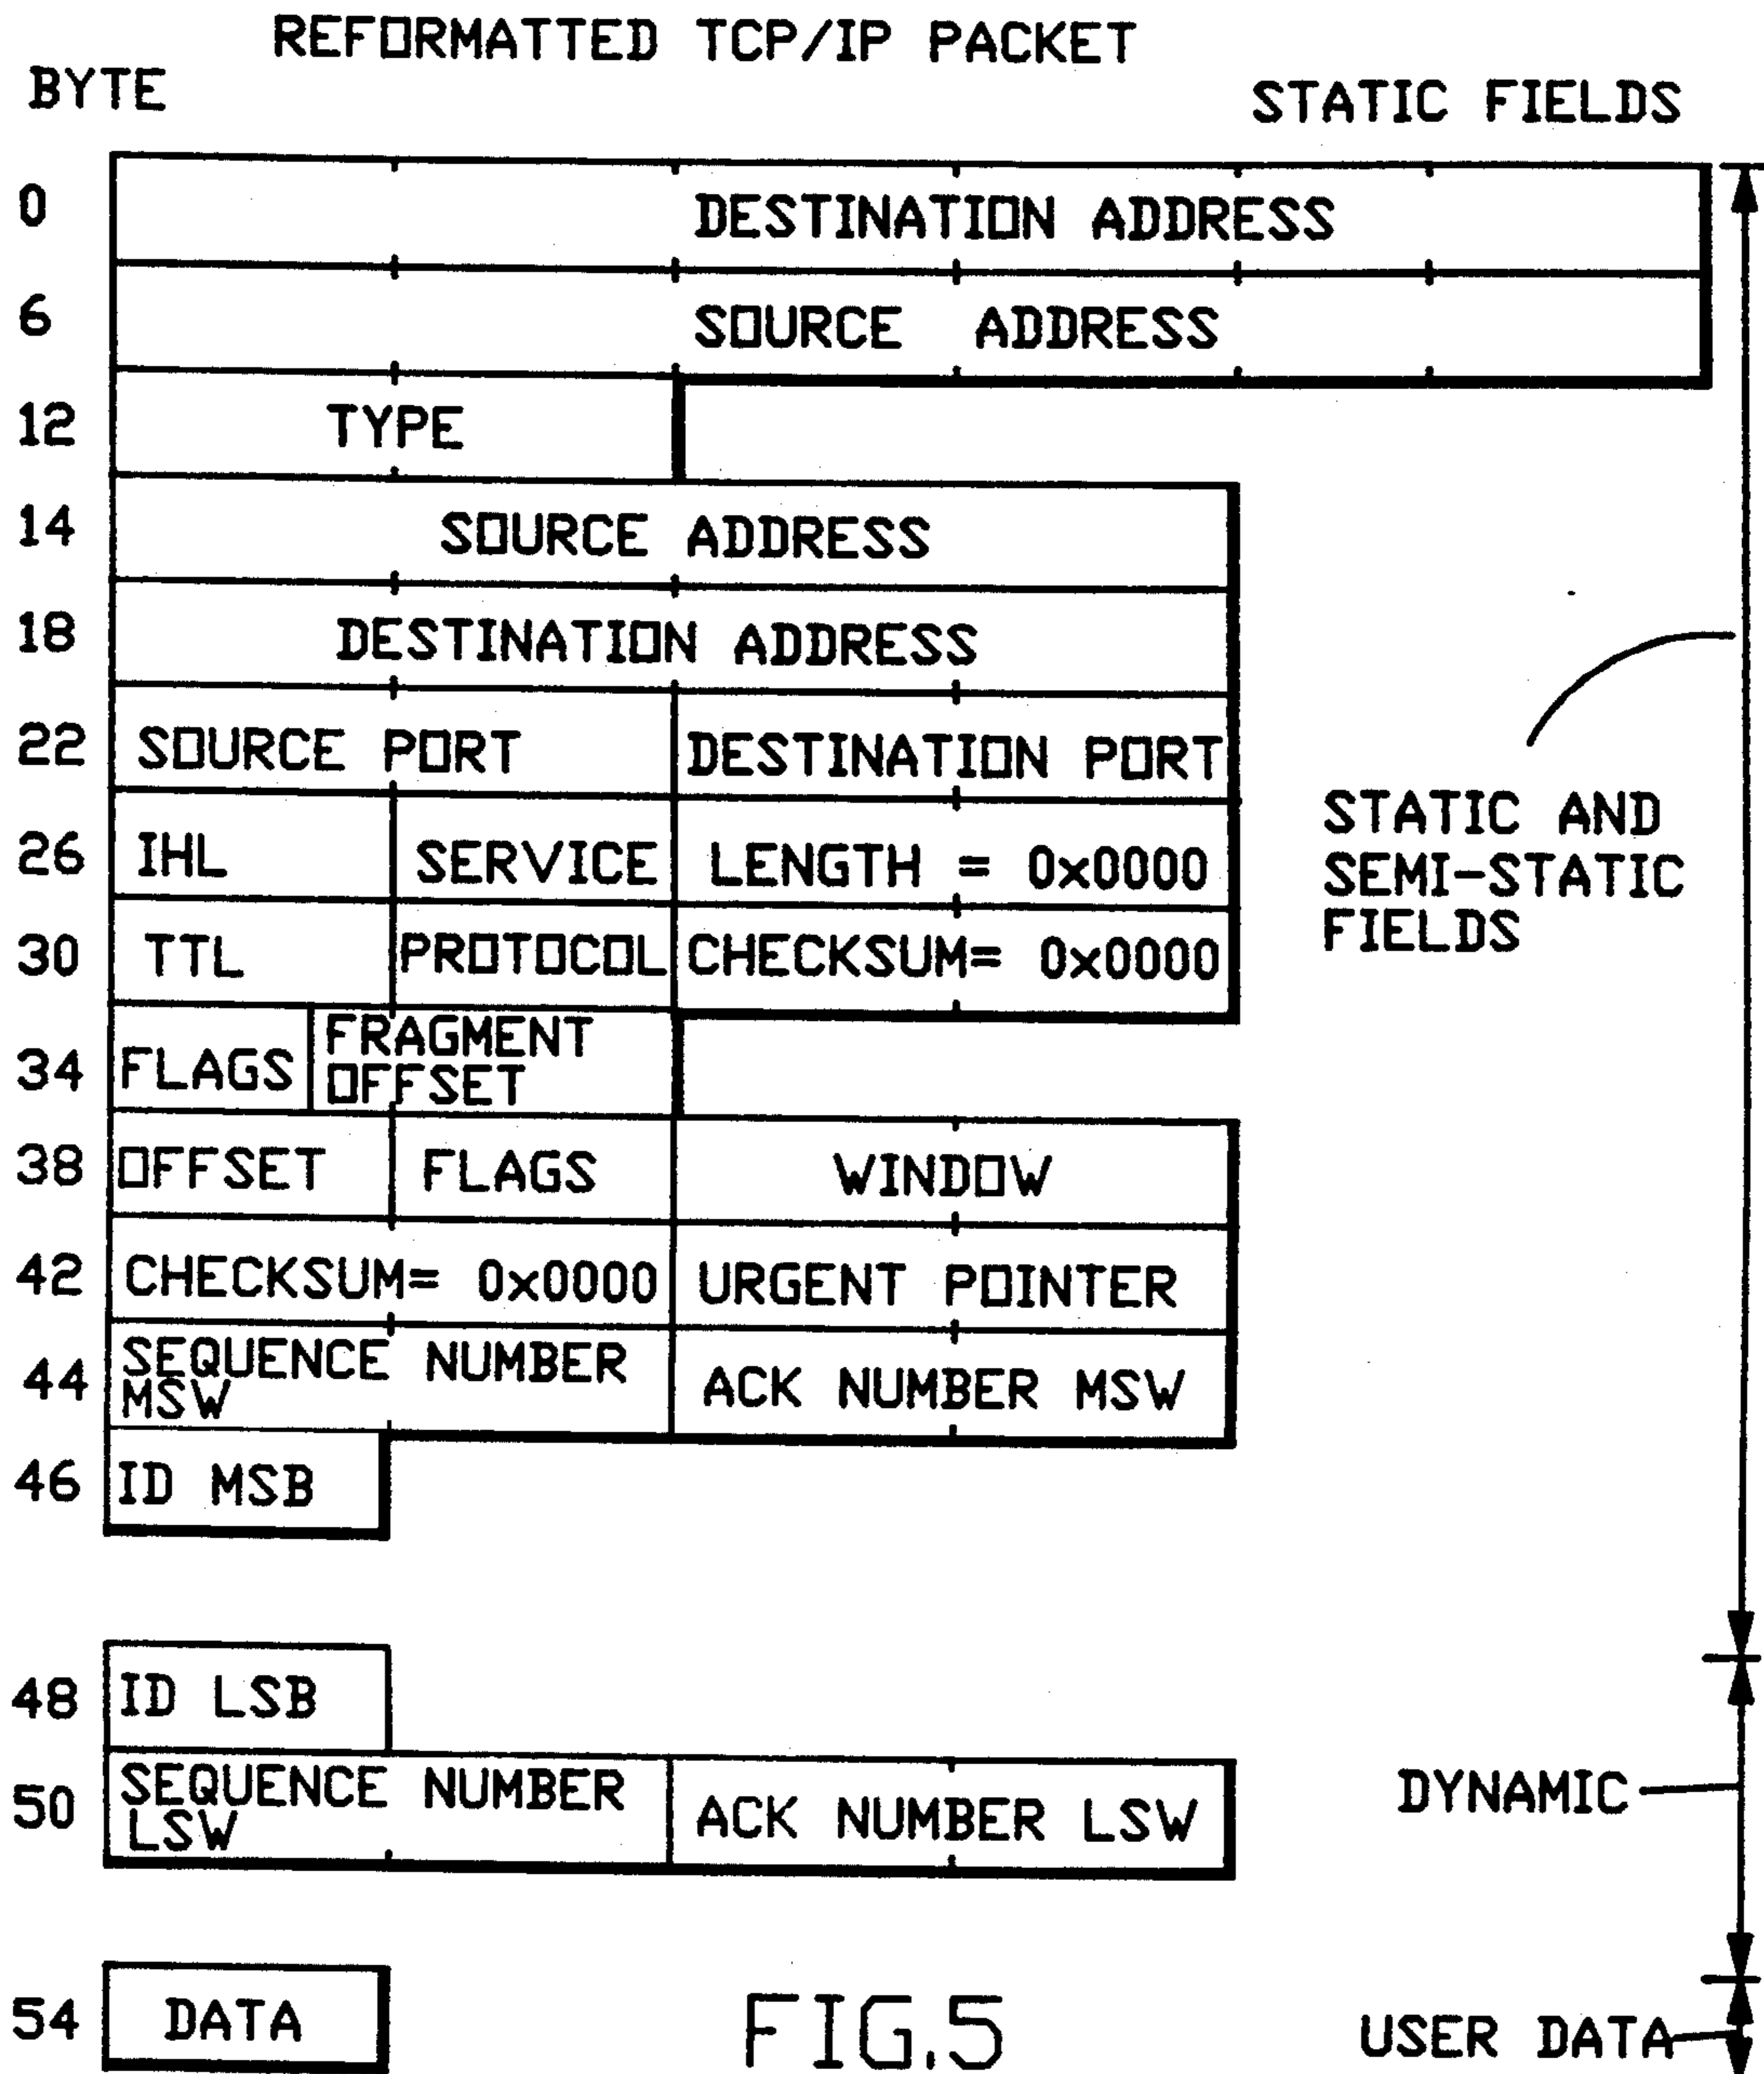 REFORMATTED TCP/IP PACKET
BYTE
STATIC FIELDS
0 DESTINATION ADDRESS
6 SOURCE ADDRESS
12 TYPE
14 SOURCE ADDRESS
18 DESTINATION ADDRESS
22 SOURCE PORT DESTINATION PORT
26 IHL SERVICE LENGTH = 0x0000
30 TTL PROTOCOL CHECKSUM= 0x0000
STATIC AND
SEMI-STATIC
FIELDS
34 FLAGS FRAGMENT
OFFSET
38 OFFSET FLAGS WINDOW
42 CHECKSUM= 0x0000 URGENT POINTER
44 SEQUENCE NUMBER
MSW
ACK NUMBER MSW
46 ID MSB
48 ID LSB
50 SEQUENCE NUMBER
LSW
ACK NUMBER LSW
DYNAMIC
54 DATA
FIG.5
USER DATA